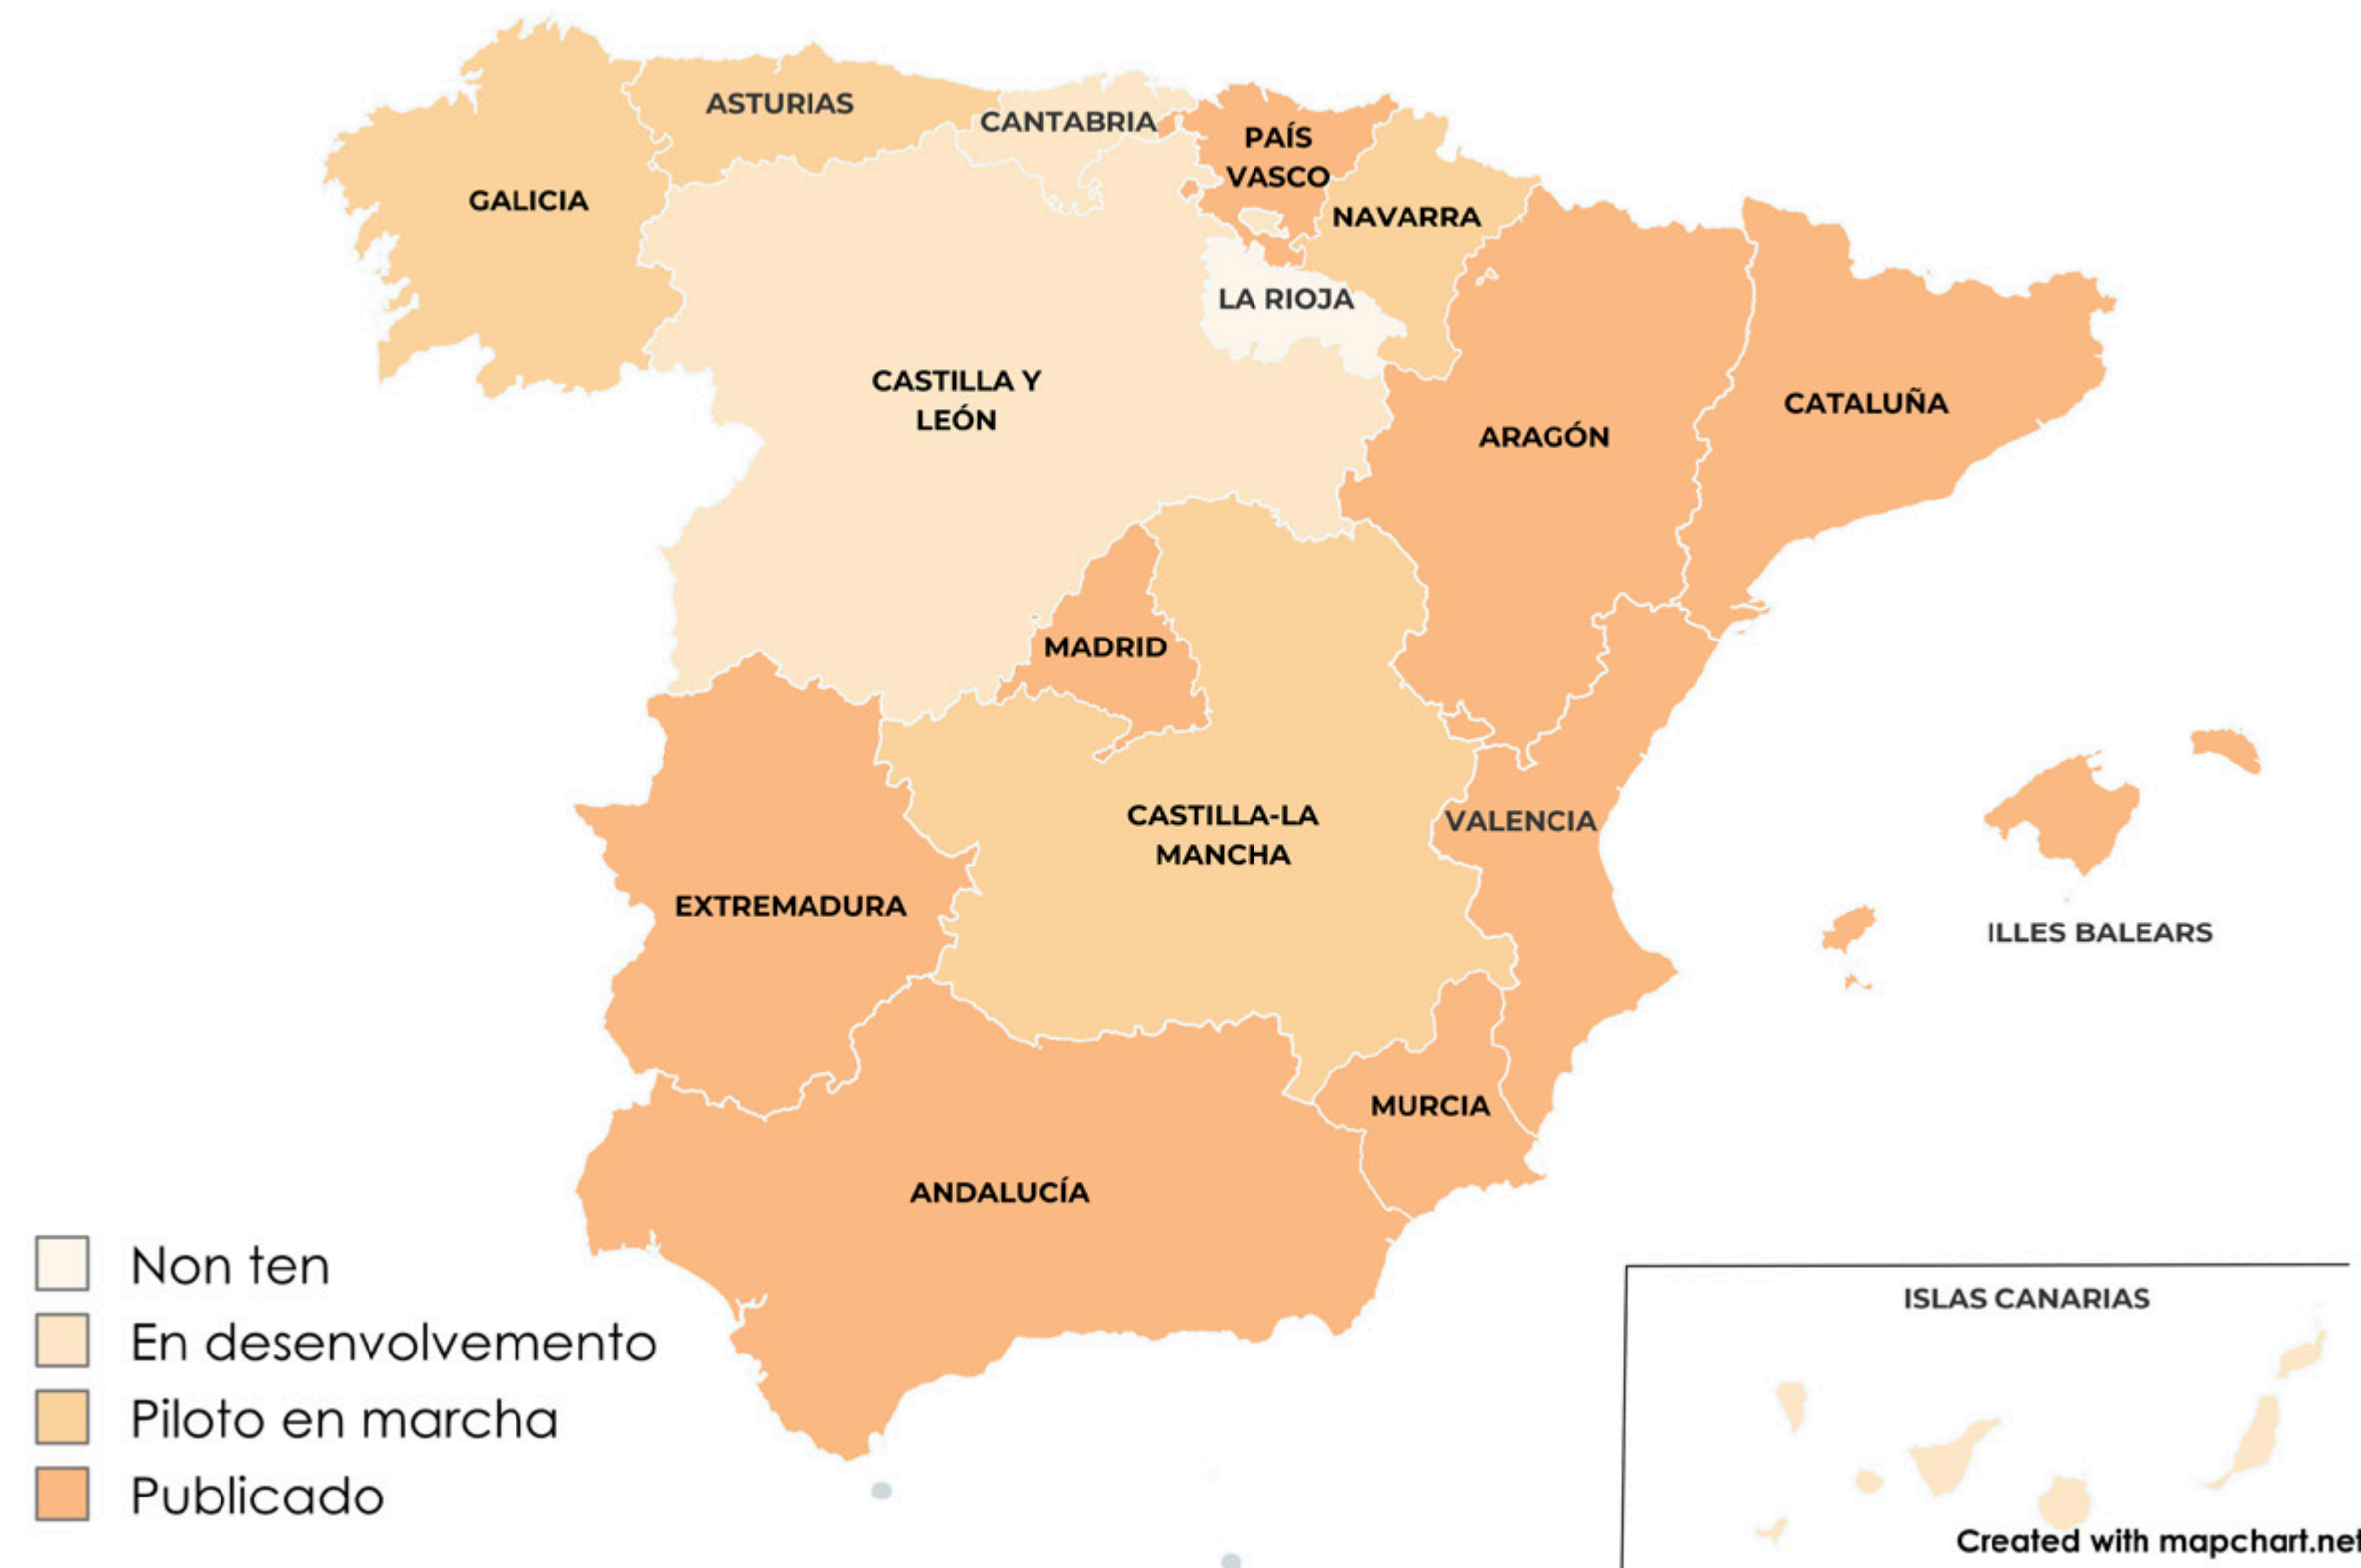 ASTURIAS
CANTABRIA
PAÍS
VASCO
GALICIA
NAVARRA
LA RIOJA
CASTILLA Y
LEÓN
CATALUÑA
ARAGÓN
MADRID
CASTILLA-LA
MANCHA
VALENCIA
EXTREMADURA
ILLES BALEARS
MURCIA
ANDALUCÍA
Non ten
En desenvolvemento
Piloto en marcha
Publicado
ISLAS CANARIAS
Created with mapchart.net